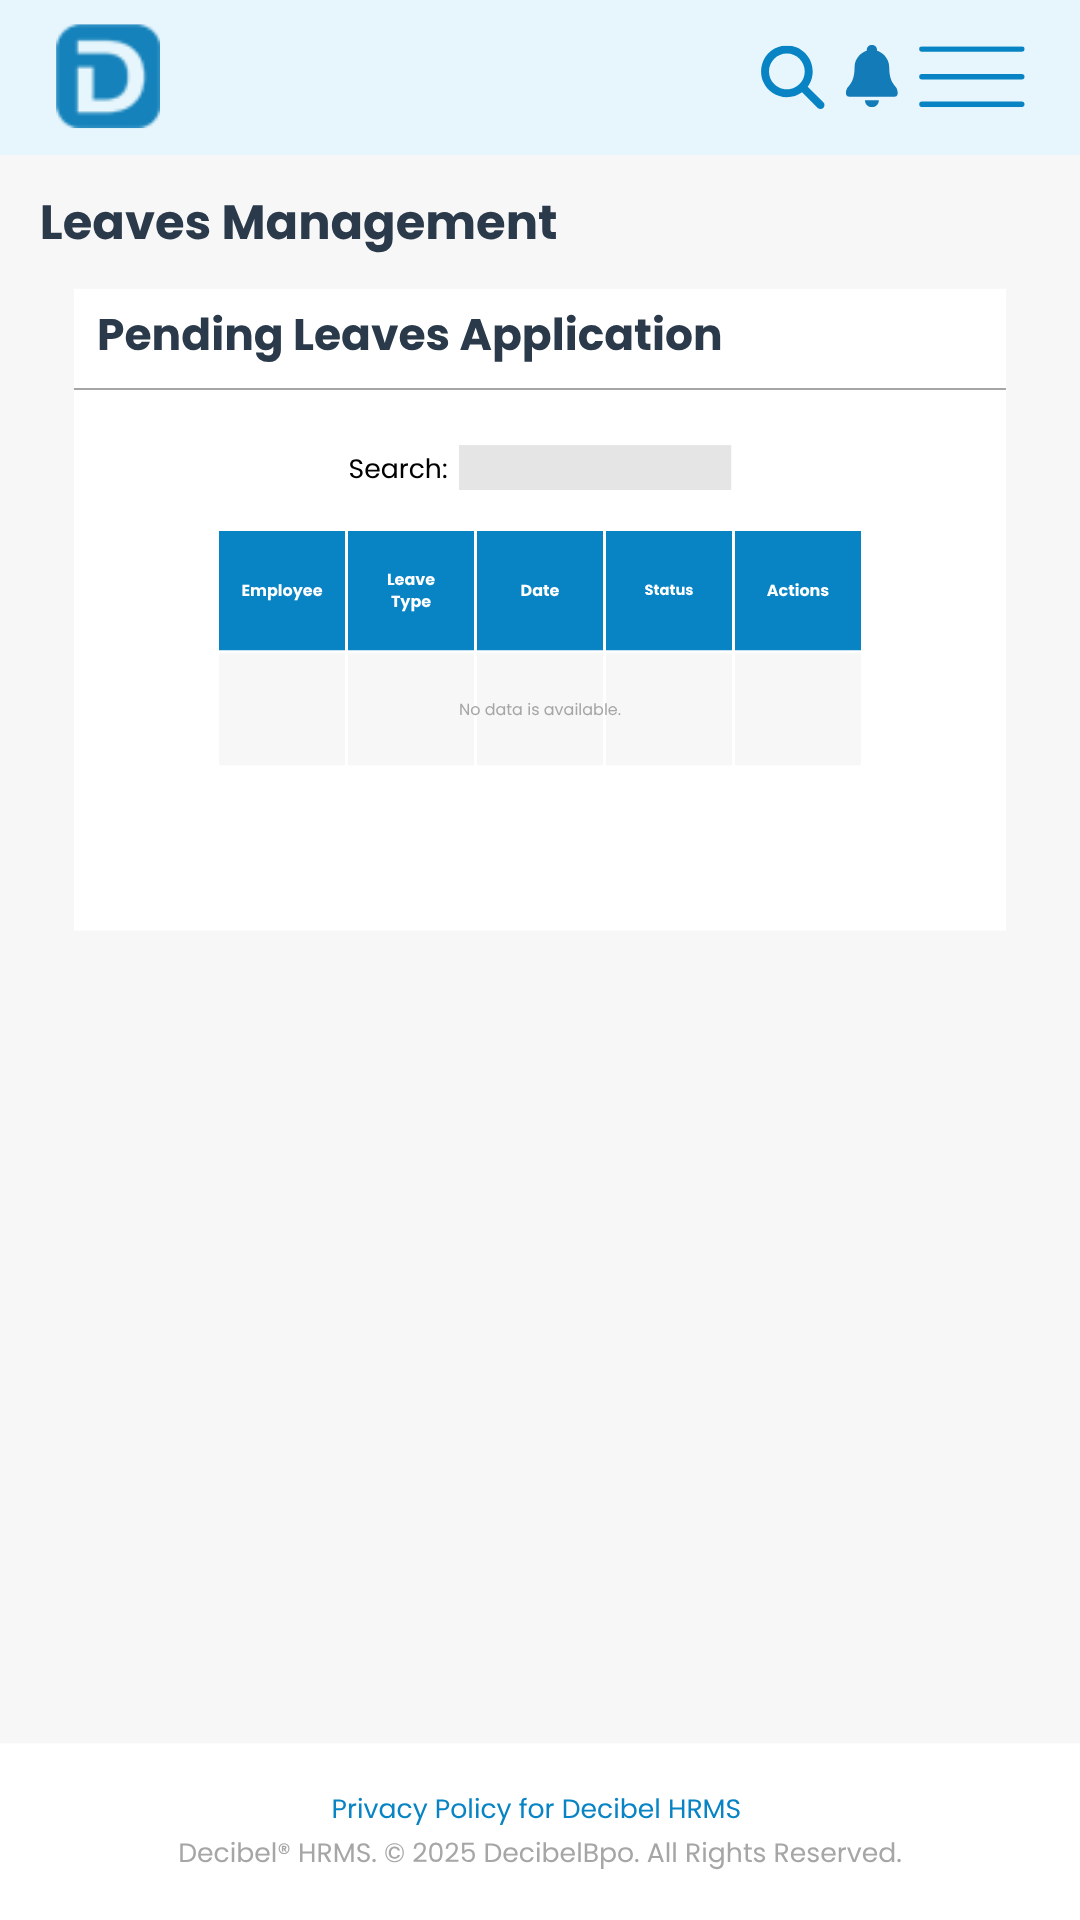 D
Leaves Management
Pending Leaves Application
Search:
Employee
Leave
Type
Date
Status
Actions
No data is available.
Privacy Policy for Decibel HRMS
Decibel® HRMS. © 2025 DecibelBpo. All Rights Reserved.